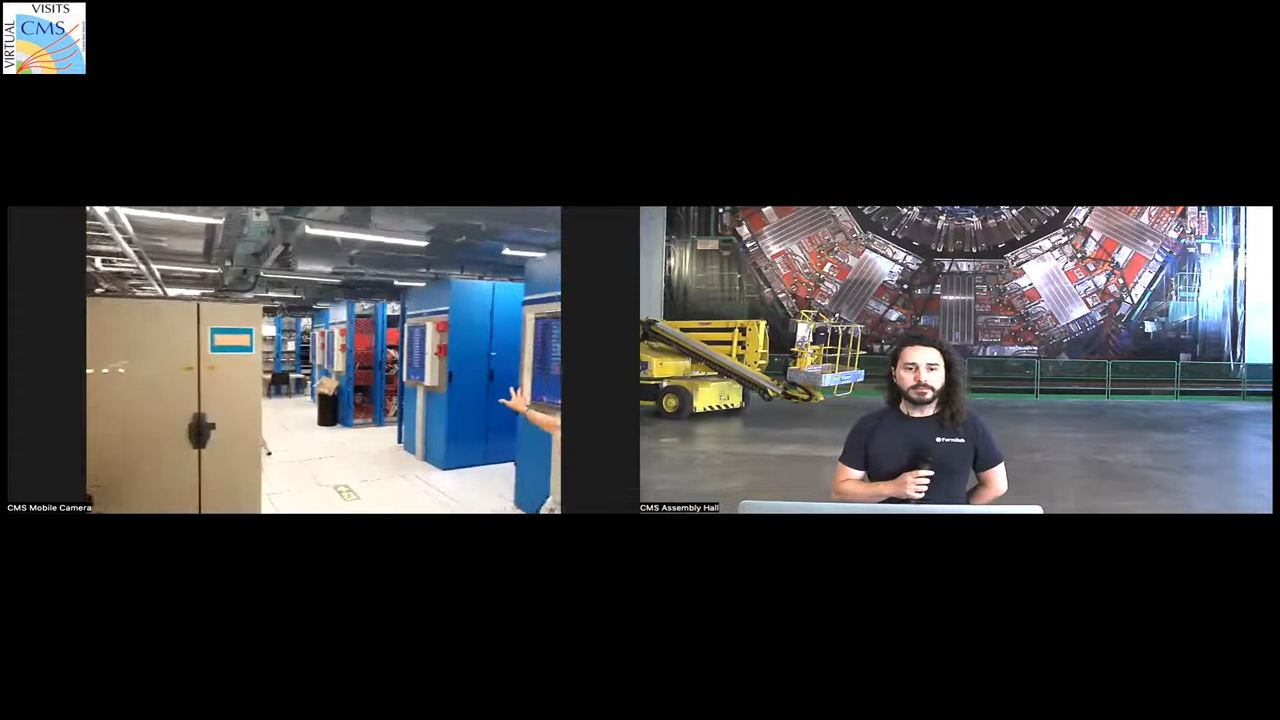 VISITS
CMS
VIRTUAL
CMS Mobile Camera
CMS Assembly Hall
Fermilab